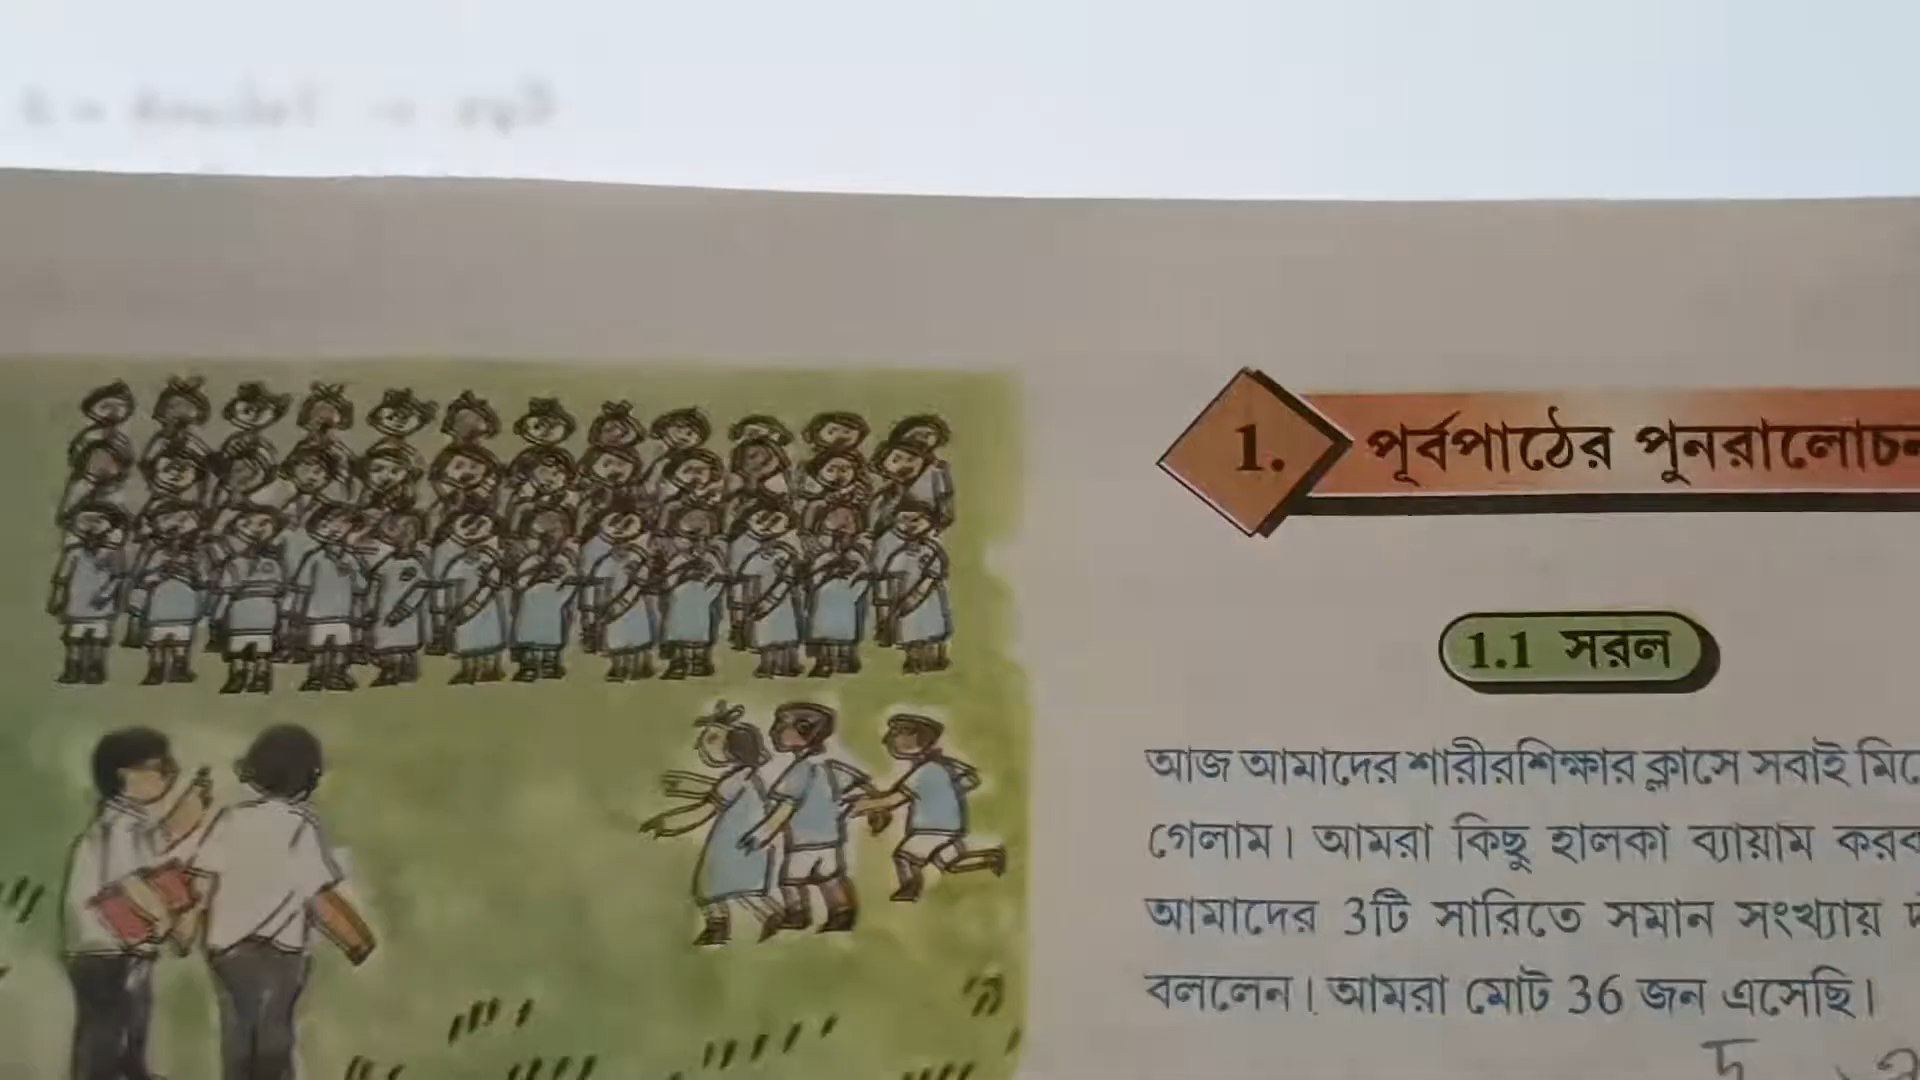 1. পূর্বপাঠের পুনরালোচন
1.1 সরল
আজ আমাদের শারীরশিক্ষার ক্লাসে সবাই
গেলাম। আমরা কিছু হালকা ব্যায়াম
আমাদের 3টি সারিতে সমান সংখ্যায়
বললেন। আমরা মোট 36 জন এসেছি।